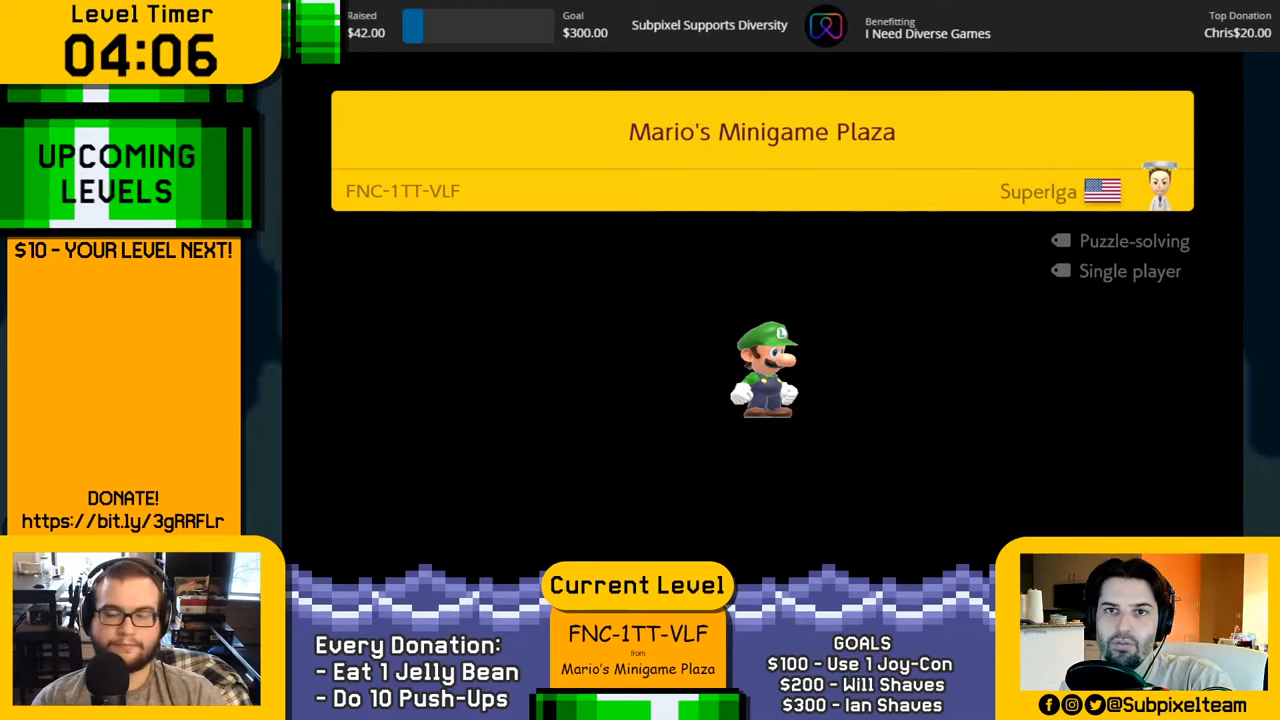 Level Timer
04:06
UPCOMING
LEVELS
$10 - YOUR LEVEL NEXT!
DONATE!
https://bit.ly/3gRRFLr
Raised
$42.00
Goal
$300.00
Subpixel Supports Diversity
Benefitting
I Need Diverse Games
Top Donation
Chris$20.00
Mario's Minigame Plaza
FNC-1TT-VLF
SuperIga
Puzzle-solving
Single player
L
Every Donation:
- Eat 1 Jelly Bean
- Do 10 Push-Ups
Current Level
FNC-1TT-VLF
from
Mario's Minigame Plaza
GOALS
$100 - Use 1 Joy-Con
$200 - Will Shaves
$300 - Ian Shaves
@Subpixelteam